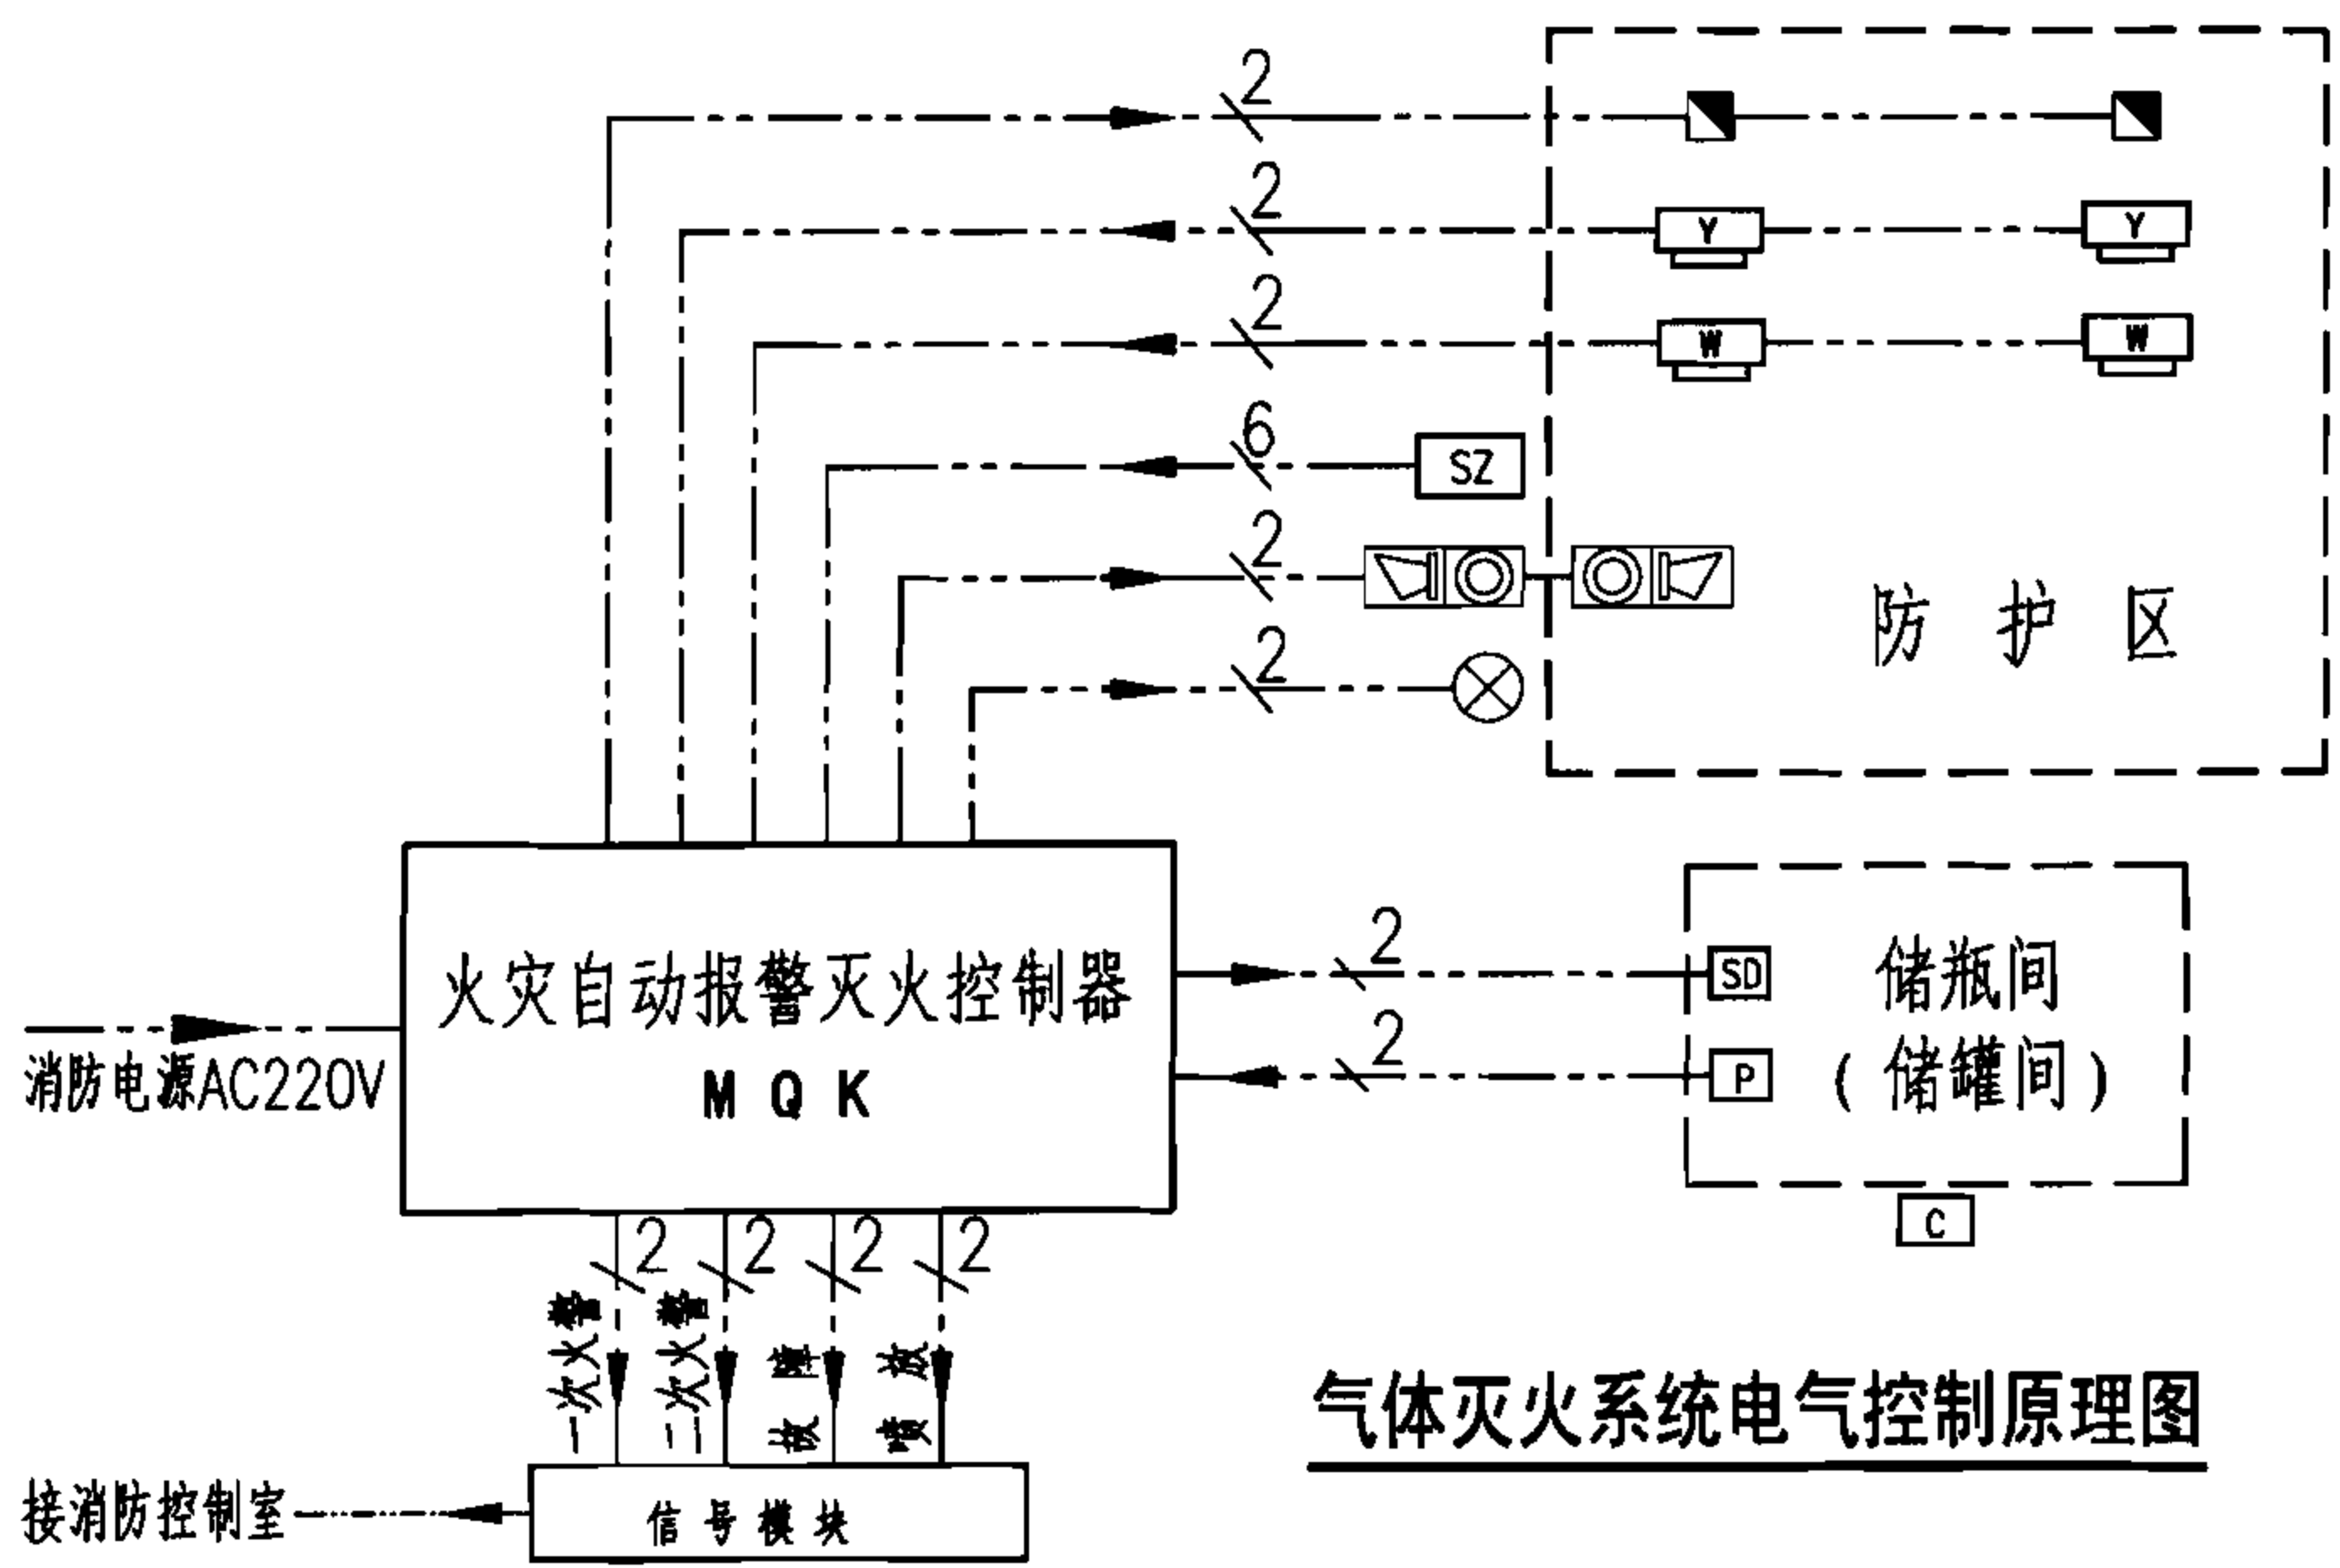 2
2
Y
Y
2
W
W
6
SZ
2
防护区
2
火灾自动报警灭火控制器
MQK
消防电源AC220V
2
SD
储瓶间
2
P
(储罐间)
C
2
2
2
2
一次火警
二次火警
故障
喷放
气体灭火系统电气控制原理图
接消防控制室
信号模块